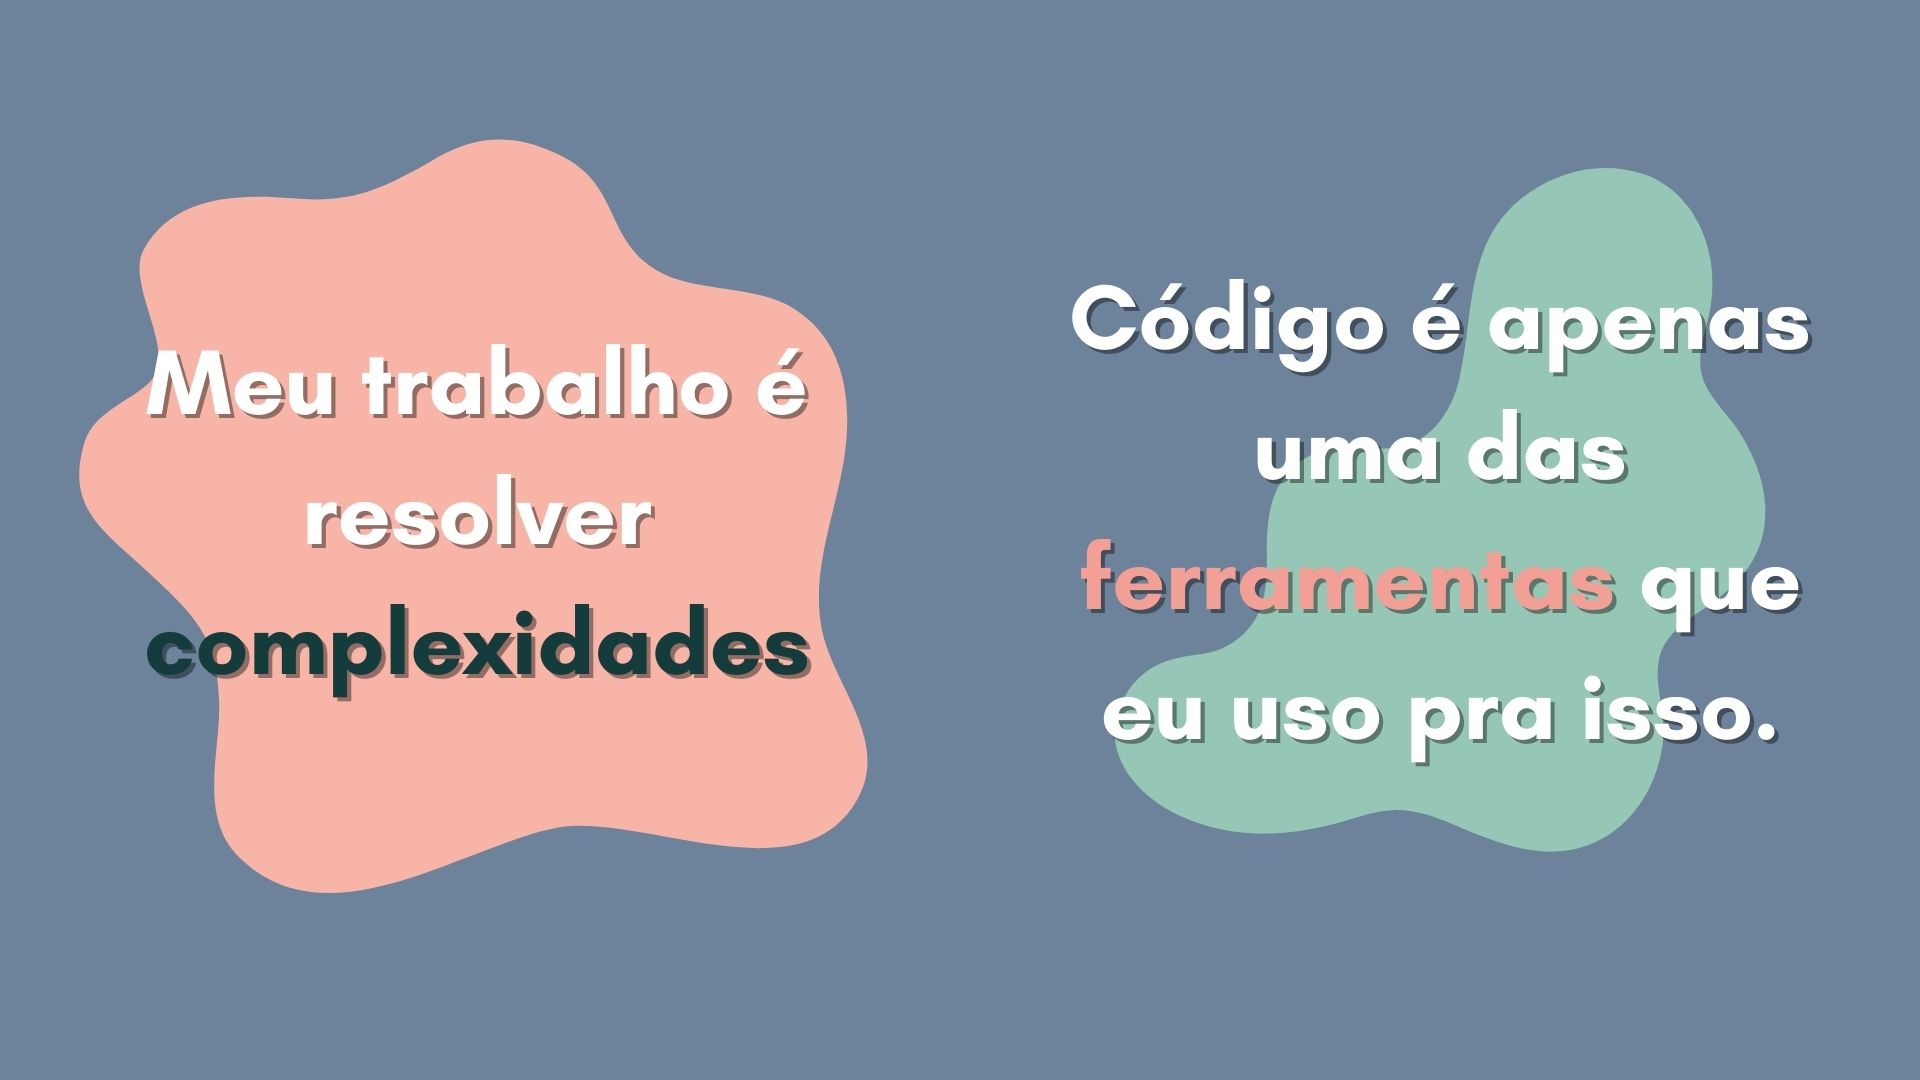 Meu trabalho é
resolver
complexidades
Código é apenas
uma das
ferramentas que
eu uso pra isso.